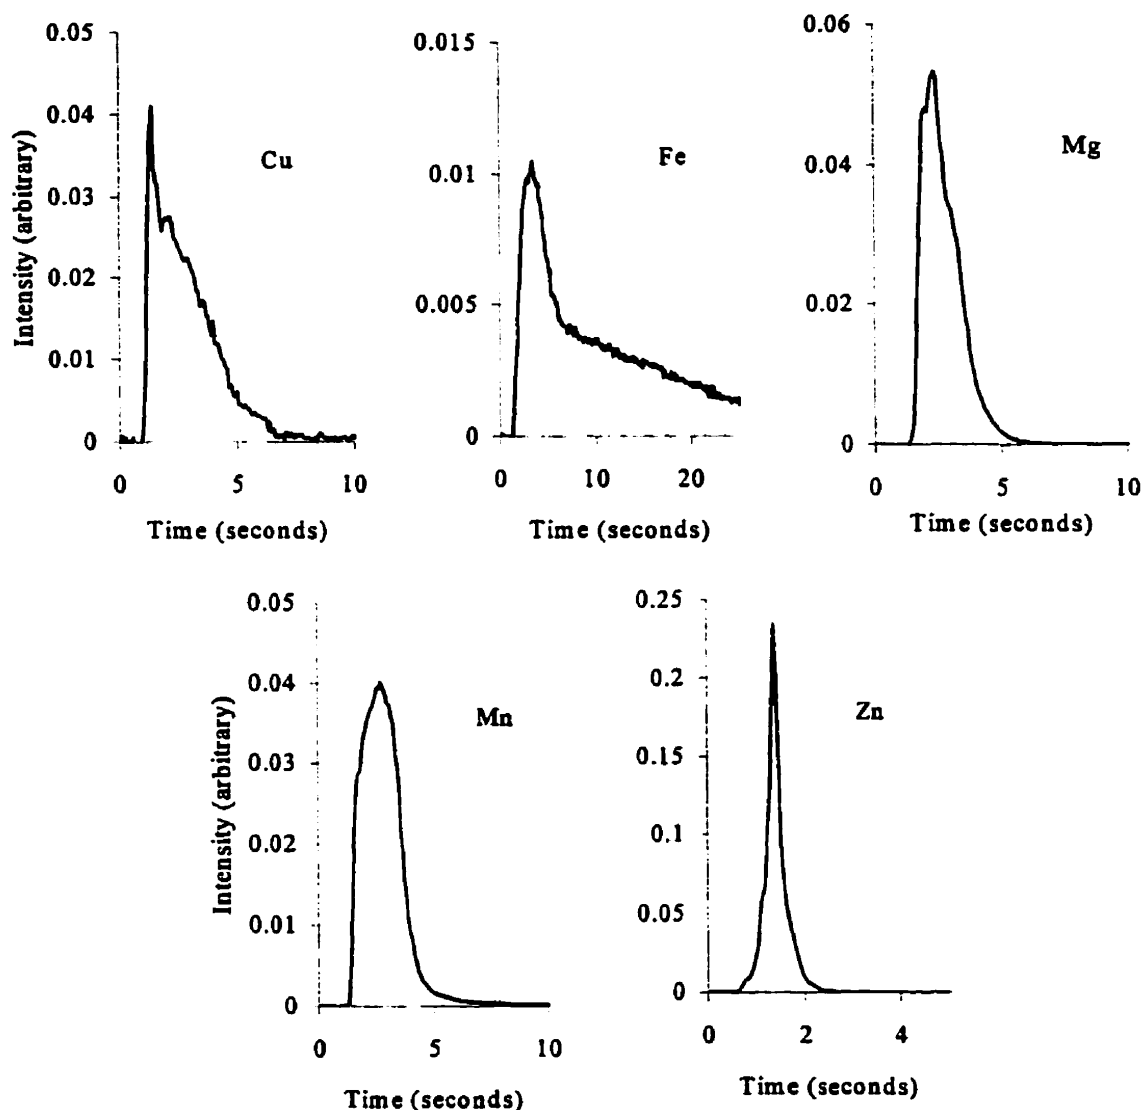 0.05
0.04
0.03
0.02
0.01
0
Intensity (arbitrary)
Cu
0 5 10
Time (seconds)
0.015
0.01
0.005
0
Fe
0 10 20
Time (seconds)
0.06
0.04
0.02
0
Mg
0 5 10
Time (seconds)
0.05
0.04
0.03
0.02
0.01
0
Intensity (arbitrary)
Mn
0 5 10
Time (seconds)
0.25
0.2
0.15
0.1
0.05
0
Zn
0 2 4
Time (seconds)